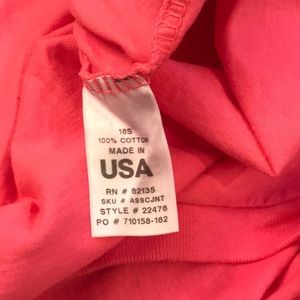 18S
100% COTTON
MADE IN
USA
RN # 82135
SKU # ASSCJNT
STYLE # 22476
PO # 710158-162